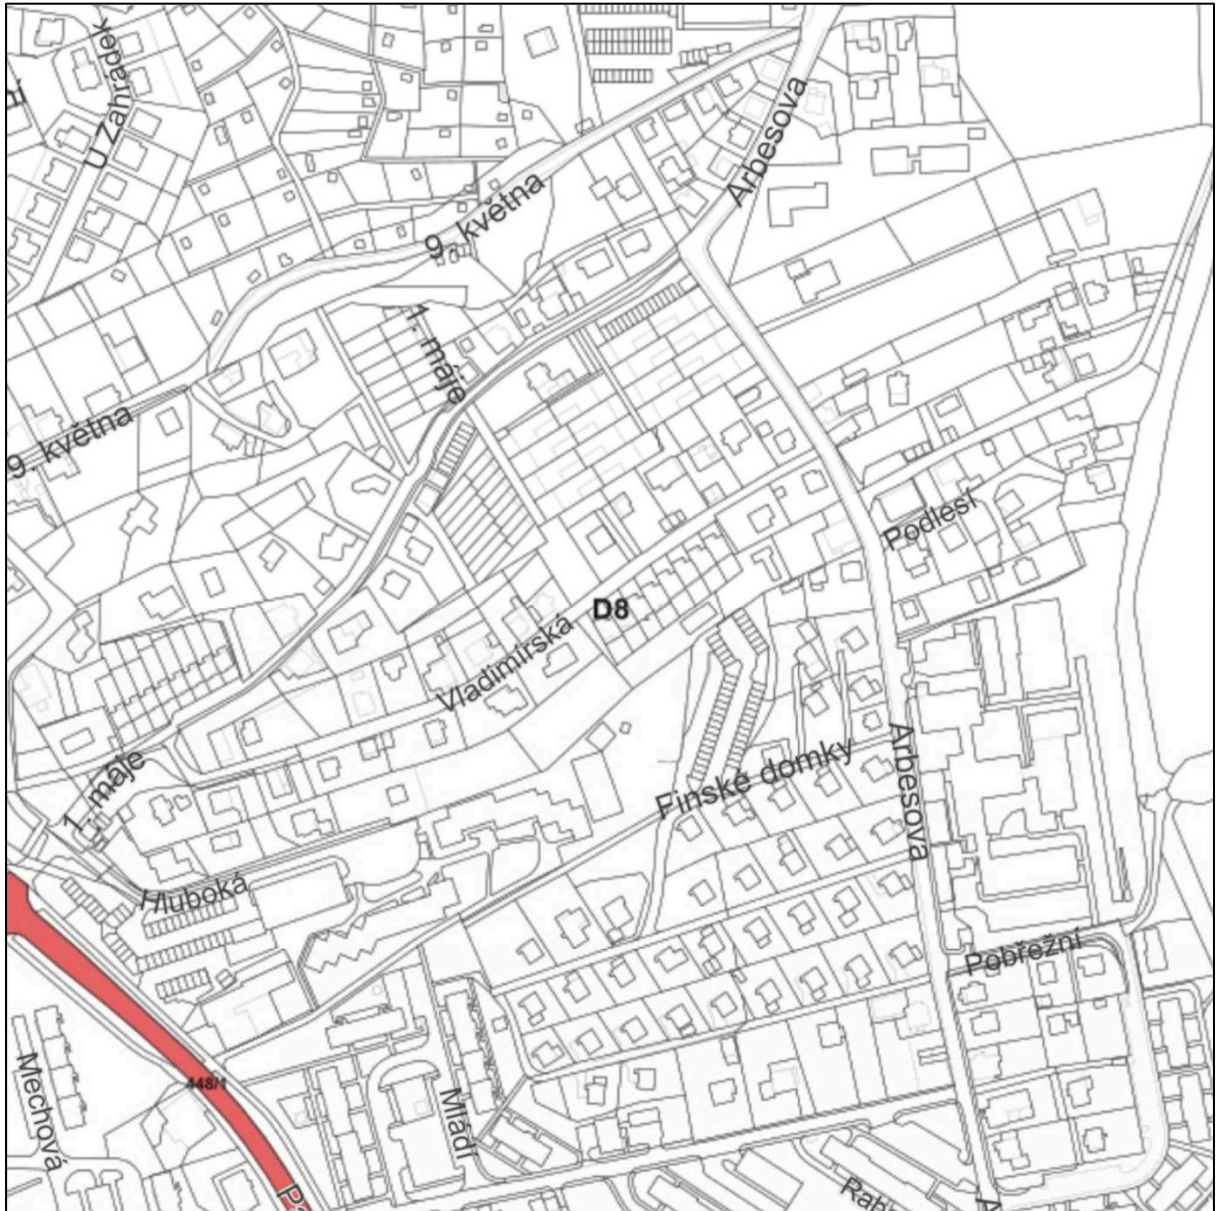 U Zahrádek
Arbesova
9. května
1. máje
9. května
Podlesí
D8
Vladimírská
Arbesova
Finské domky
1. máje
Hluboká
Pobřežní
448/1
Mechová
Mládí